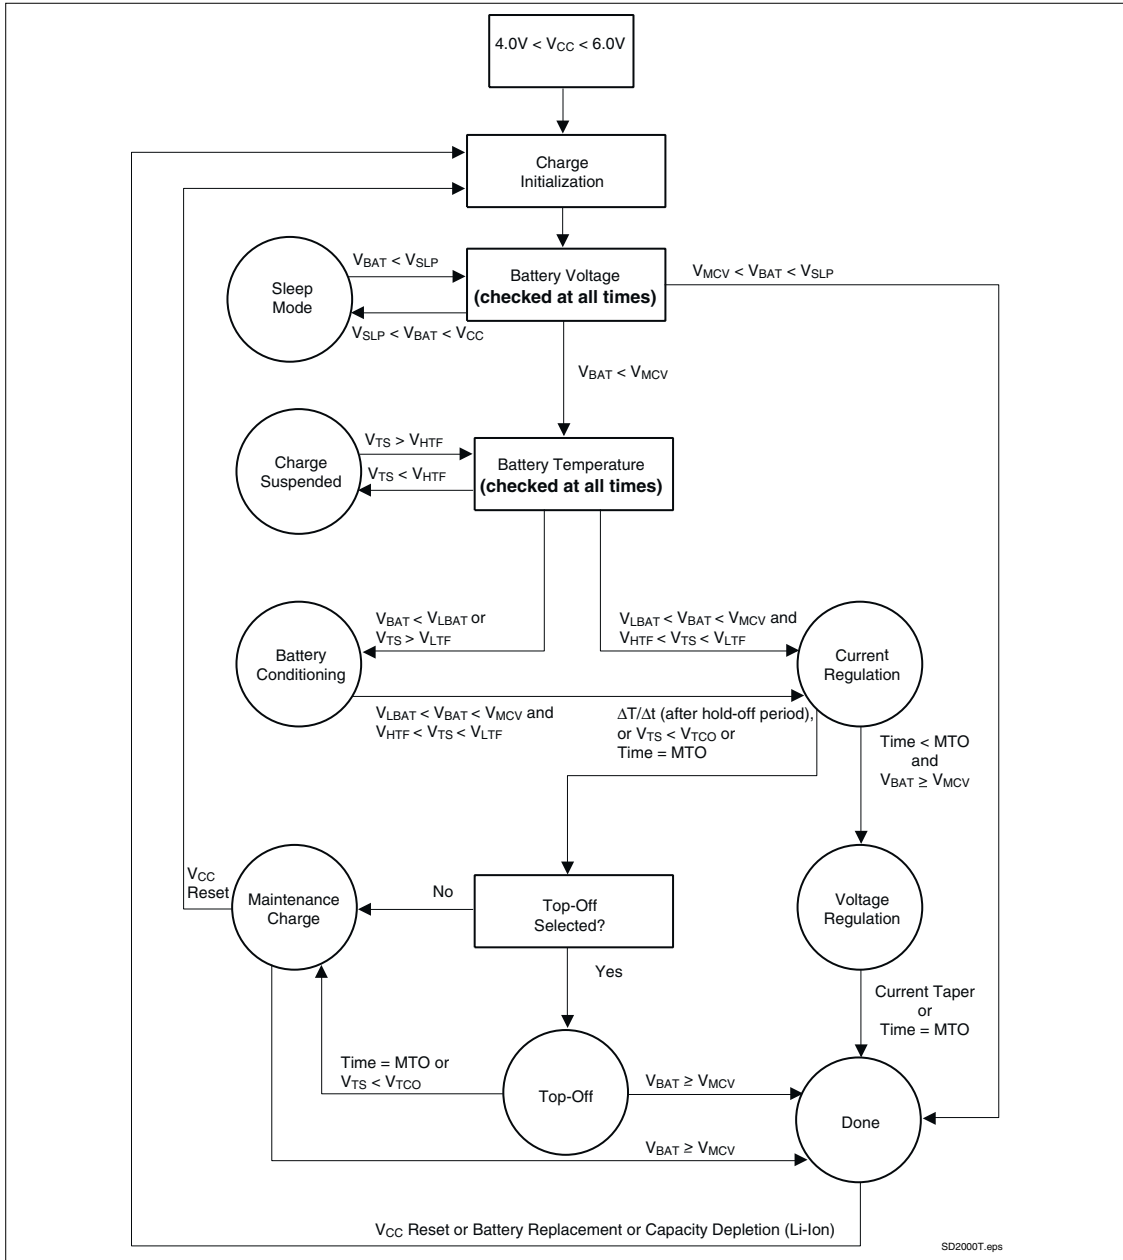 4.0V < VCC < 6.0V
Charge
Initialization
VBAT < VSLP
Sleep
Mode
VSLP < VBAT < VCC
Battery Voltage
(checked at all times)
VMCV < VBAT < VSLP
VBAT < VMCV
VTS > VHTF
Charge
Suspended
VTS < VHTF
Battery Temperature
(checked at all times)
VBAT < VLBAT or
VTS > VLTF
VLBAT < VBAT < VMCV and
VHTF < VTS < VLTF
Battery
Conditioning
Current
Regulation
VLBAT < VBAT < VMCV and
VHTF < VTS < VLTF
ΔT/Δt (after hold-off period),
or VTS < VTCO or
Time = MTO
Time < MTO
and
VBAT ≥ VMCV
VCC
Reset
Maintenance
Charge
No
Top-Off
Selected?
Voltage
Regulation
Yes
Current Taper
or
Time = MTO
Time = MTO or
VTS < VTCO
Top-Off
VBAT ≥ VMCV
Done
VBAT ≥ VMCV
VCC Reset or Battery Replacement or Capacity Depletion (Li-Ion)
SD2000T.eps